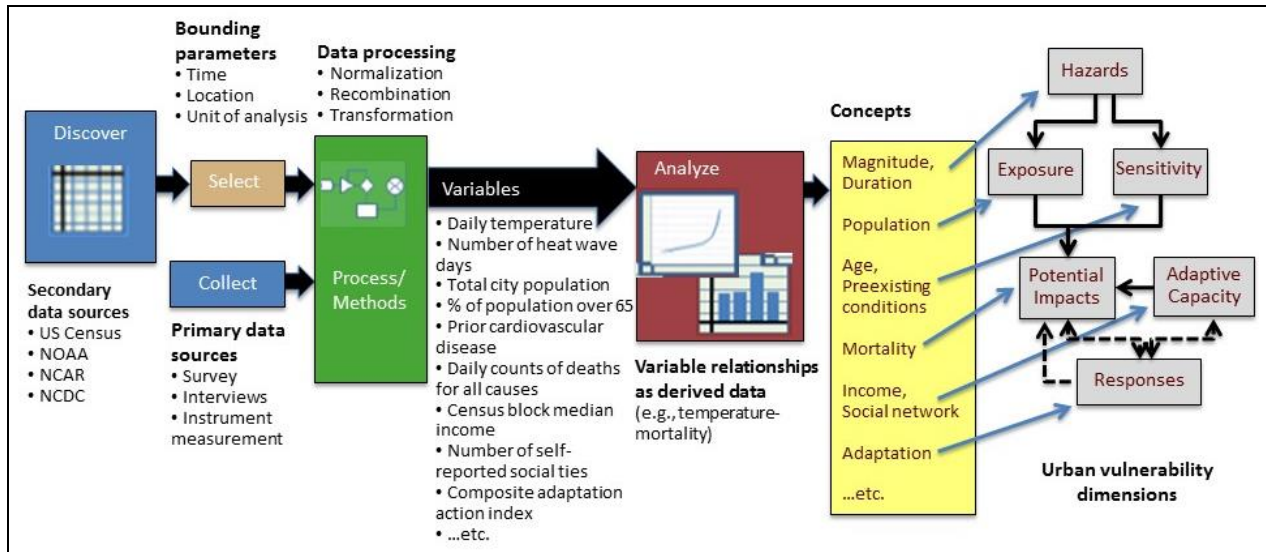 Discover
Secondary
data sources
• US Census
• NOAA
• NCAR
• NCDC
Bounding
parameters
• Time
• Location
• Unit of analysis
Select
Collect
Primary data
sources
• Survey
• Interviews
• Instrument
measurement
Data processing
• Normalization
• Recombination
• Transformation
Process/
Methods
Variables
• Daily temperature
• Number of heat wave
days
• Total city population
• % of population over 65
• Prior cardiovascular
disease
• Daily counts of deaths
for all causes
• Census block median
income
• Number of self-
reported social ties
• Composite adaptation
action index
• ...etc.
Analyze
Variable relationships
as derived data
(e.g., temperature-
mortality)
Concepts
Magnitude,
Duration
Population
Age,
Preexisting
conditions
Mortality
Income,
Social network
Adaptation
...etc.
Hazards
Exposure
Sensitivity
Potential
Impacts
Adaptive
Capacity
Responses
Urban vulnerability
dimensions